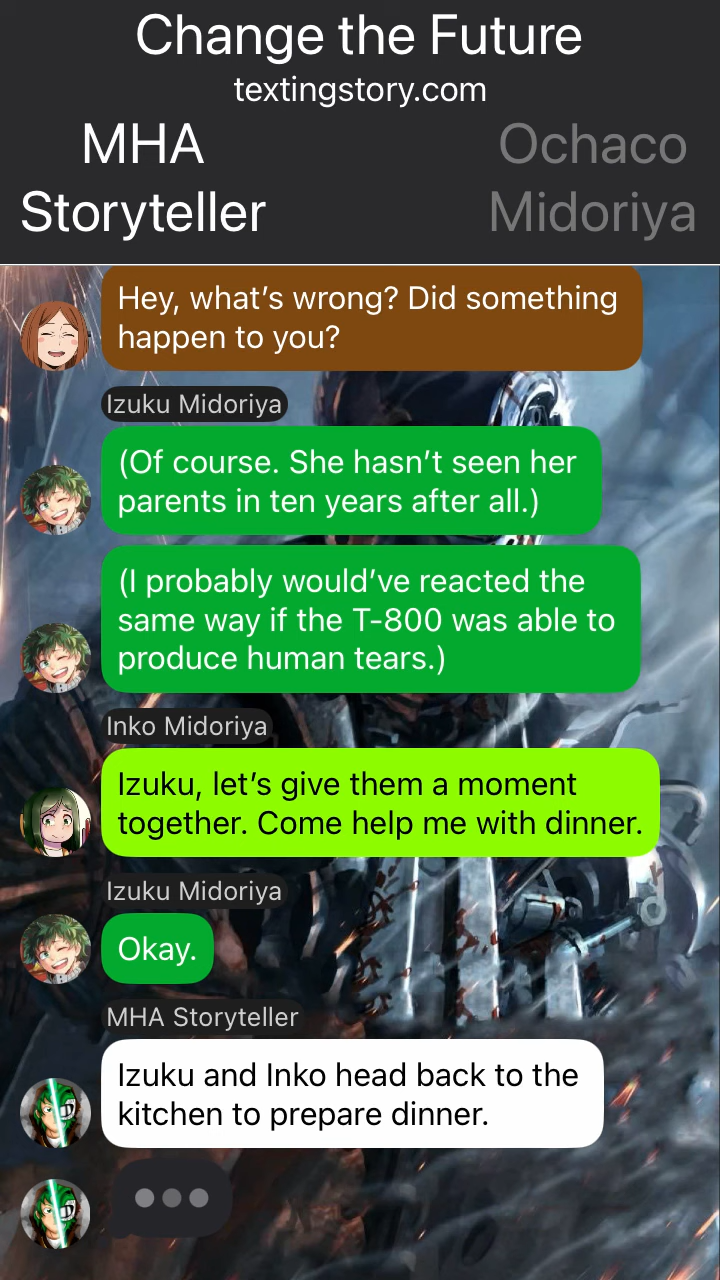 Change the Future
textingstory.com
MHA
Storyteller
Ochaco
Midoriya
Hey, what’s wrong? Did something
happen to you?
Izuku Midoriya
(Of course. She hasn’t seen her
parents in ten years after all.)
(I probably would’ve reacted the
same way if the T-800 was able to
produce human tears.)
Inko Midoriya
Izuku, let’s give them a moment
together. Come help me with dinner.
Izuku Midoriya
Okay.
MHA Storyteller
Izuku and Inko head back to the
kitchen to prepare dinner.